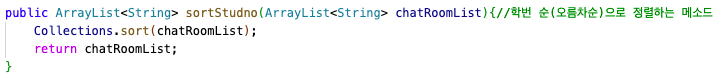 public ArrayList<String> sortStudno(ArrayList<String> chatRoomList){//학번 순(오름차순)으로 정렬하는 메소드
    Collections.sort(chatRoomList);
    return chatRoomList;
}